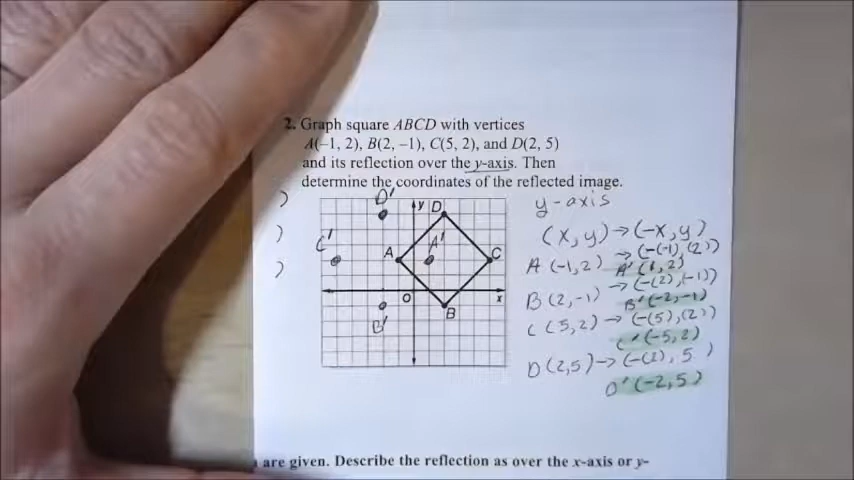 2. Graph square ABCD with vertices
A(−1, 2), B(2, −1), C(5, 2), and D(2, 5)
and its reflection over the y-axis. Then
determine the coordinates of the reflected image.
y-axis
(x,y) → (-x,y)
A (-1,2) → (-(-1), (2))
A' (1,2)
B (2,-1) → (-(2), (-1))
B' (-2,-1)
C (5,2) → (-(5), (2))
C' (-5,2)
D (2,5) → (-(2), 5 )
D' (-2,5)
D' y D
C' A A' C
O x
B' B
)
)
)
are given. Describe the reflection as over the x-axis or y-